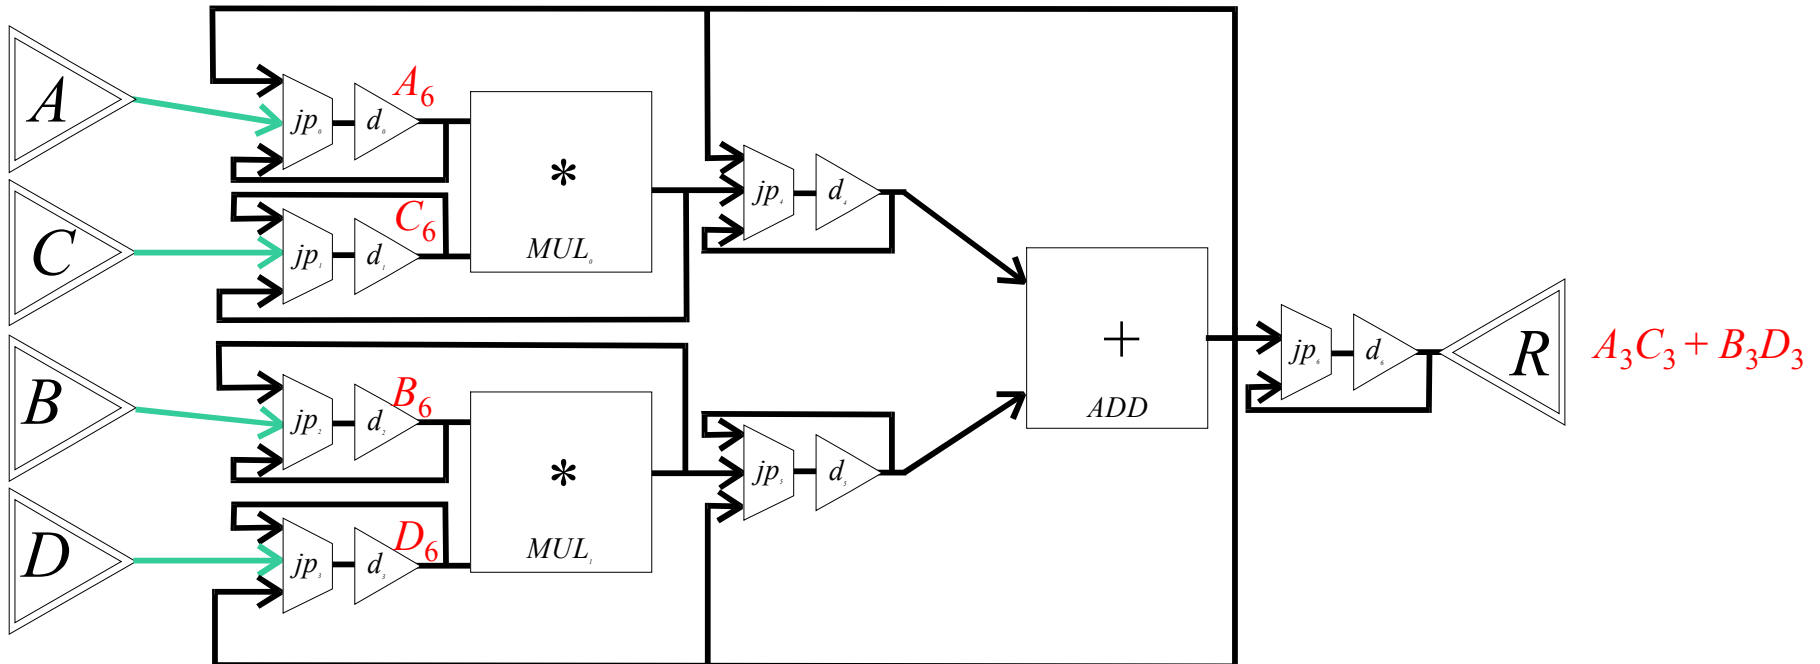 A
C
B
D
jp₀
d₀
A₆
*
MUL₀
jp₁
d₁
C₆
jp₂
d₂
B₆
*
MUL₁
jp₃
d₃
D₆
jp₄
d₄
jp₅
d₅
+
ADD
jp₆
d₆
R
A₃C₃ + B₃D₃